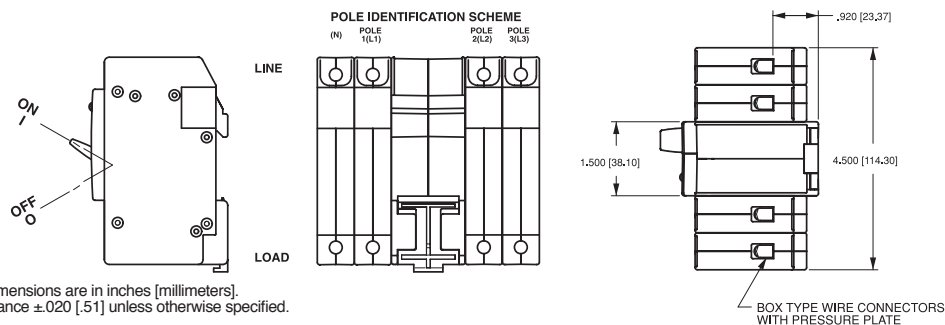 POLE IDENTIFICATION SCHEME
(N) POLE 1(L1) POLE 2(L2) POLE 3(L3)
LINE
ON
I
OFF
O
LOAD
.920 [23.37]
1.500 [38.10]
4.500 [114.30]
BOX TYPE WIRE CONNECTORS
WITH PRESSURE PLATE
mensions are in inches [millimeters].
ance ±.020 [.51] unless otherwise specified.